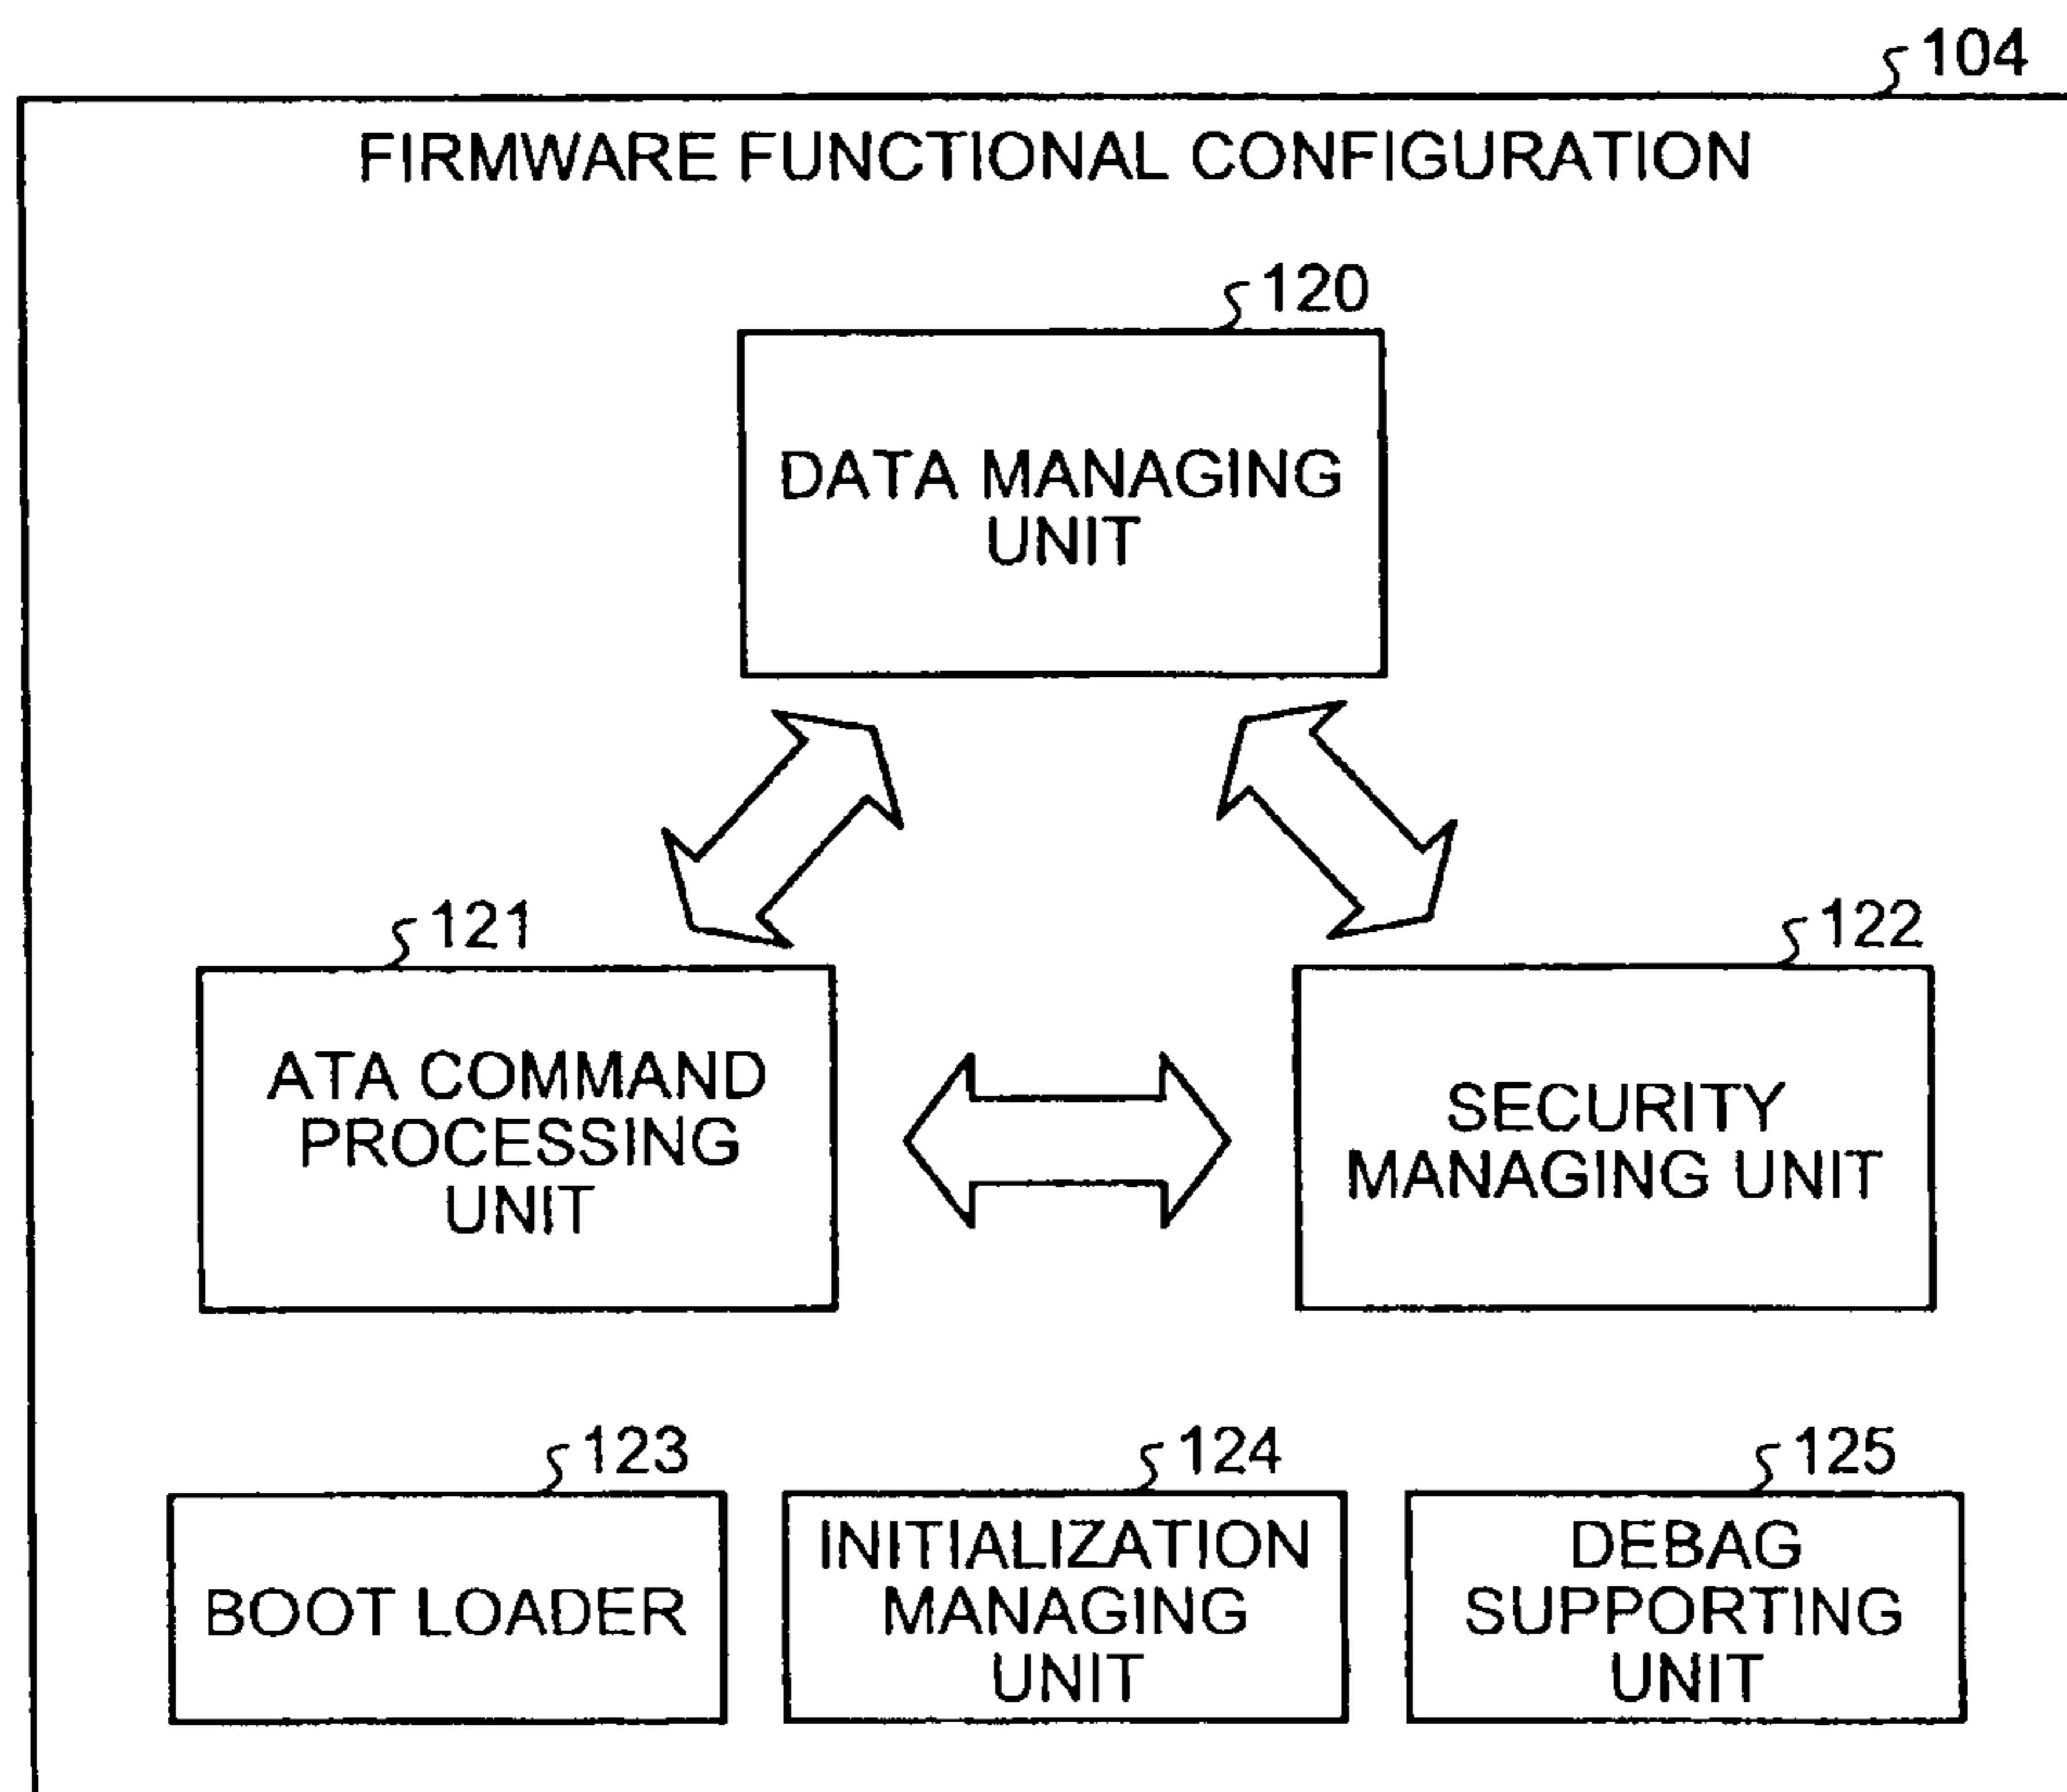 104
FIRMWARE FUNCTIONAL CONFIGURATION
120
DATA MANAGING
UNIT
121
122
ATA COMMAND
PROCESSING
UNIT
SECURITY
MANAGING UNIT
123
124
125
BOOT LOADER
INITIALIZATION
MANAGING
UNIT
DEBAG
SUPPORTING
UNIT